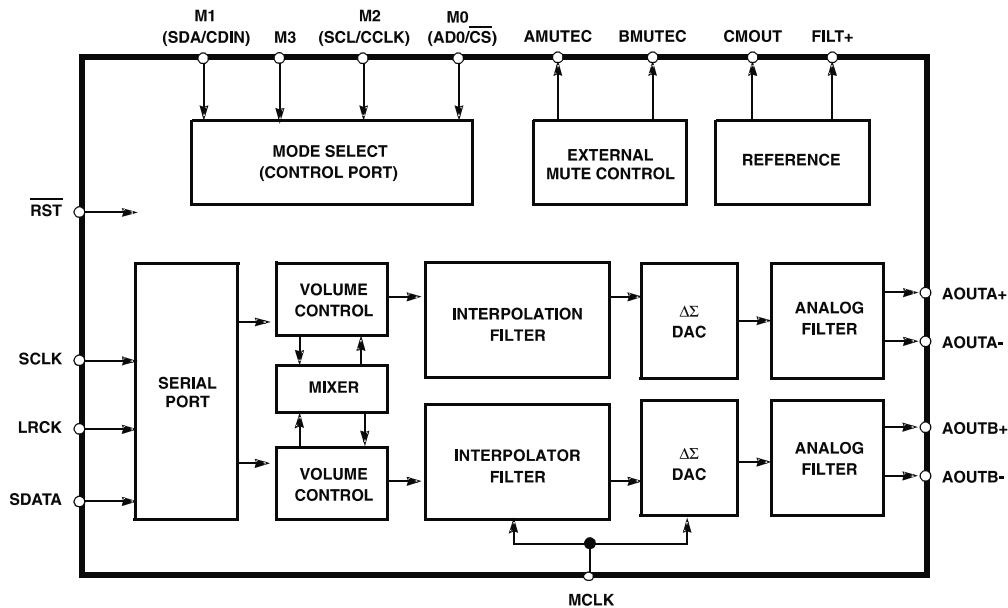 M1
(SDA/CDIN)
M3
M2
(SCL/CCLK)
M0
(AD0/CS)
AMUTEC
BMUTEC
CMOUT
FILT+
MODE SELECT
(CONTROL PORT)
EXTERNAL
MUTE CONTROL
REFERENCE
RST
SERIAL
PORT
VOLUME
CONTROL
INTERPOLATION
FILTER
ΔΣ
DAC
ANALOG
FILTER
AOUTA+
AOUTA-
SCLK
MIXER
LRCK
SDATA
VOLUME
CONTROL
INTERPOLATOR
FILTER
ΔΣ
DAC
ANALOG
FILTER
AOUTB+
AOUTB-
MCLK